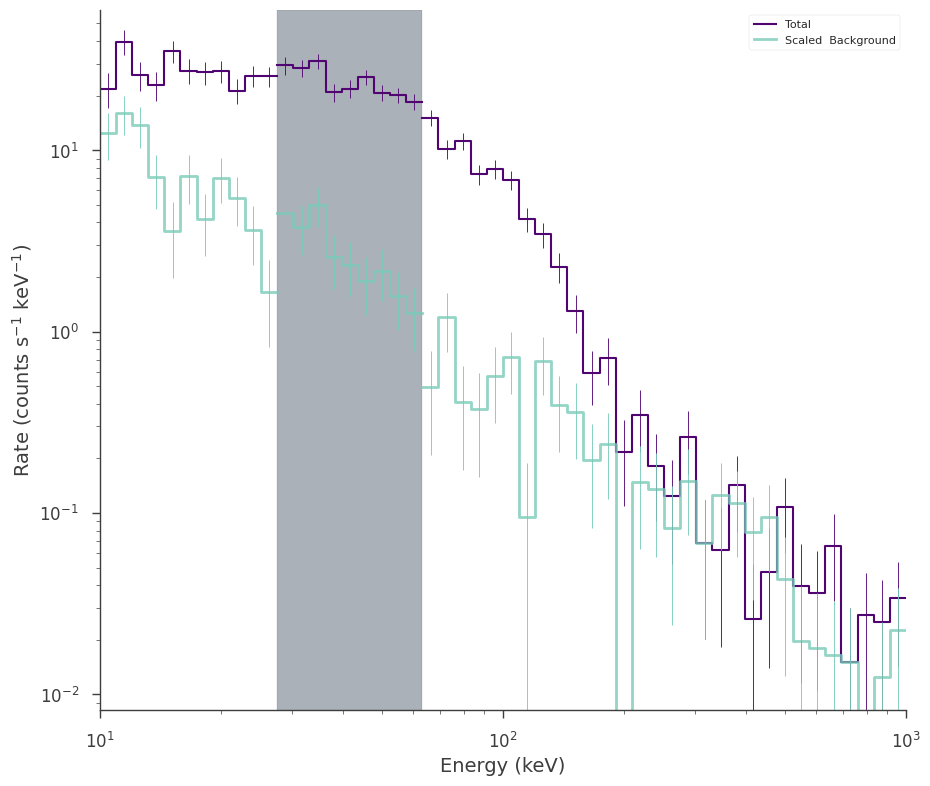 Total
Scaled  Background
Rate (counts s⁻¹ keV⁻¹)
10¹
10⁰
10⁻¹
10⁻²
10¹
10²
10³
Energy (keV)